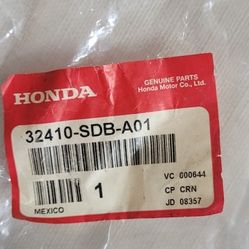 GENUINE PARTS
Honda Motor Co., Ltd.
HONDA
32410-SDB-A01
VC 000644
1
CP CRN
MEXICO
JD 08357